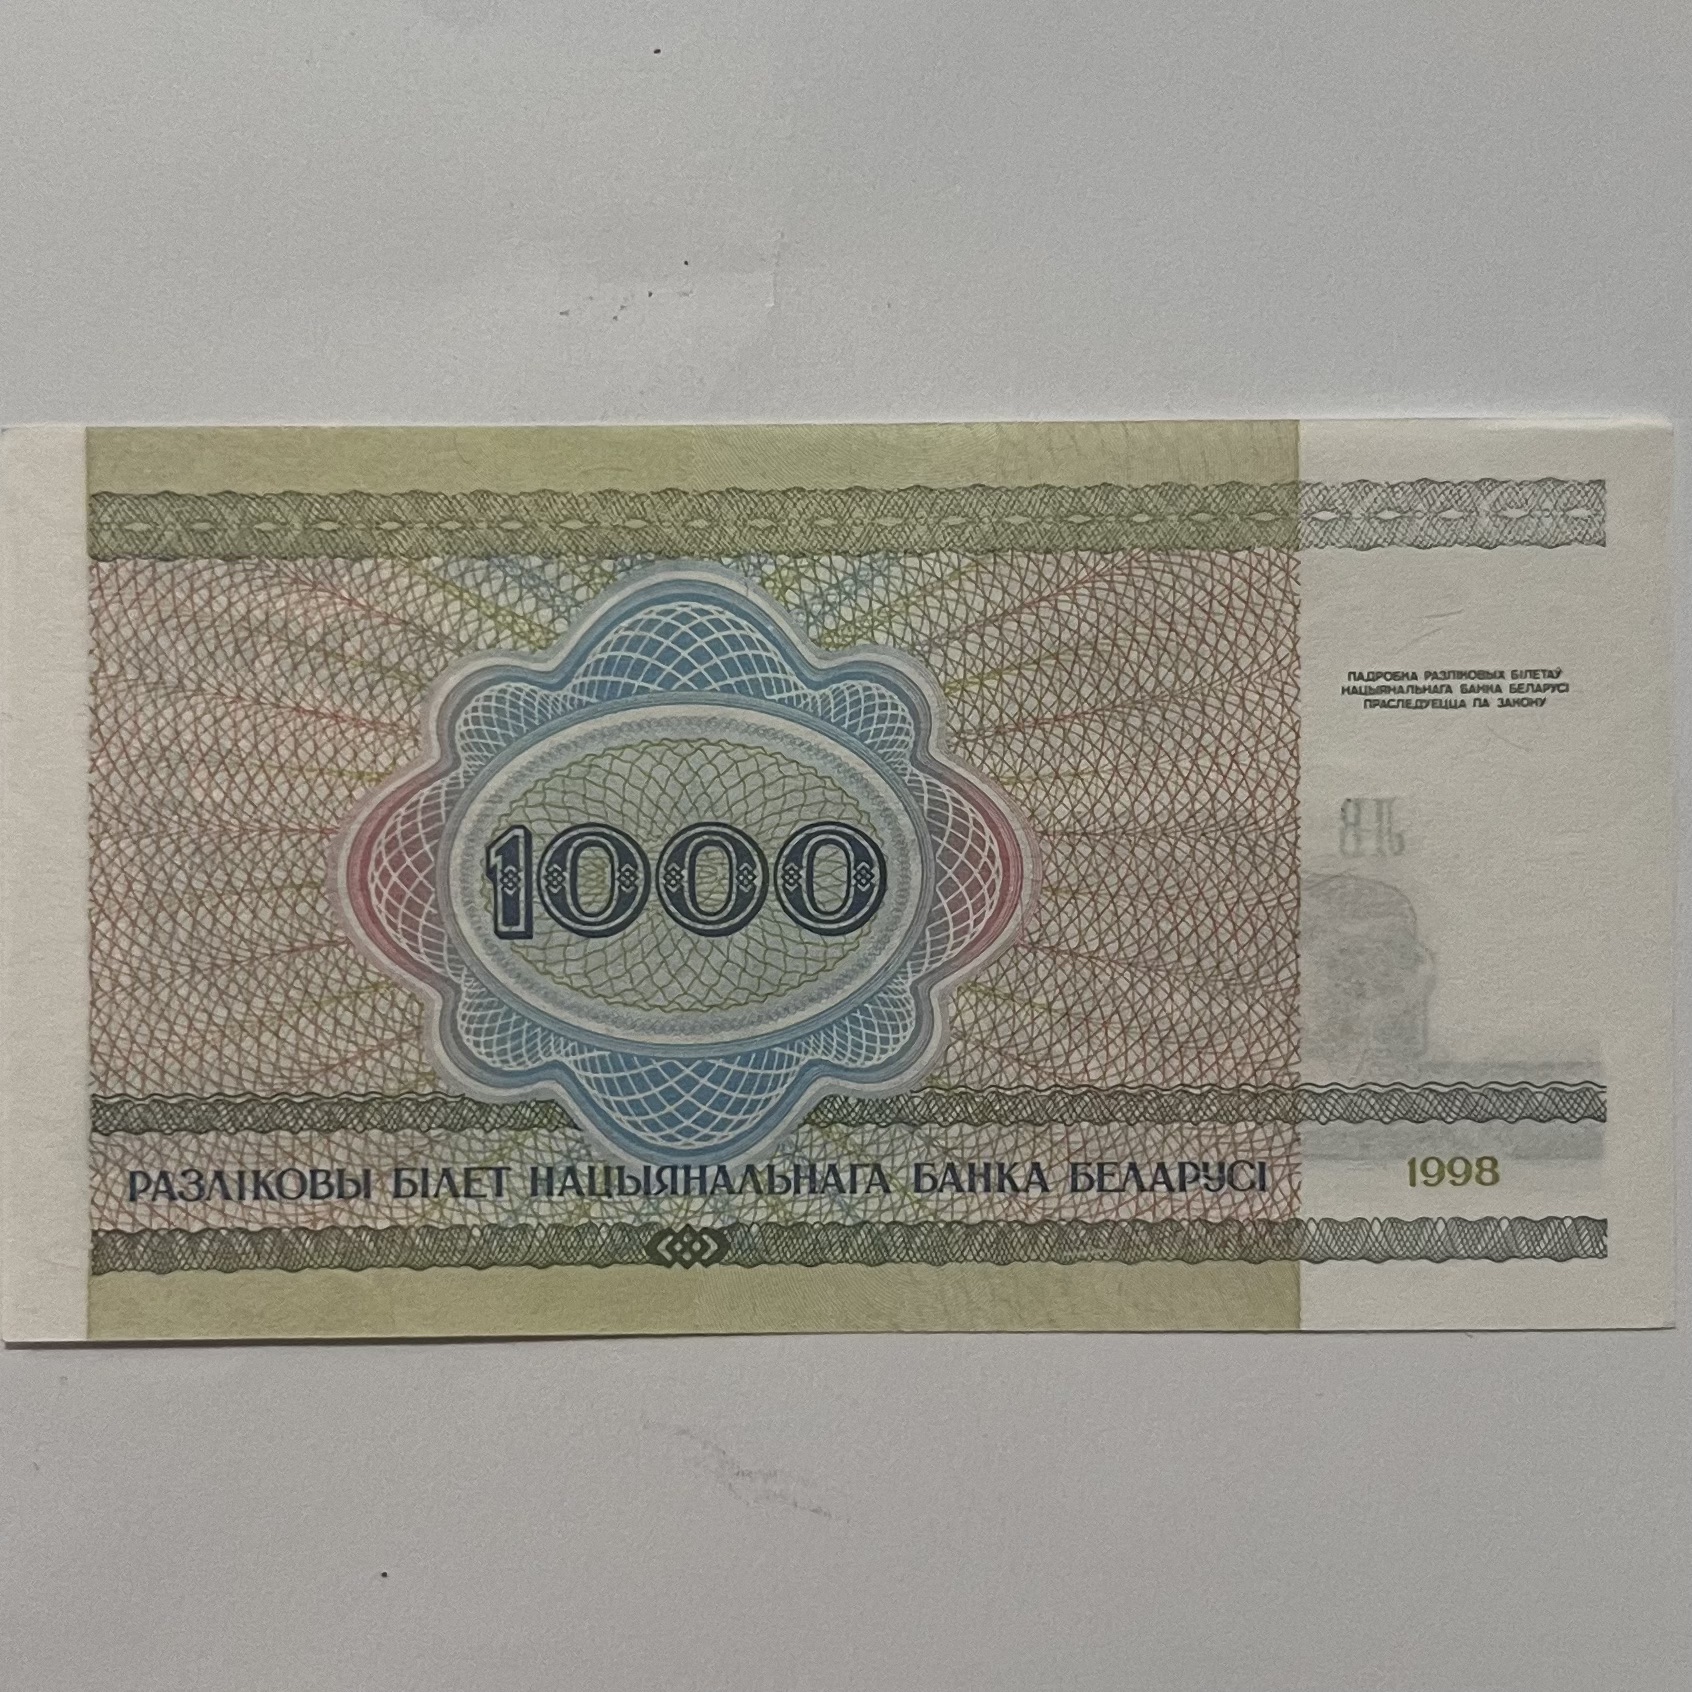 ПАДРОБКА РАЗЛІКОВЫХ БІЛЕТАЎ
НАЦЫЯНАЛЬНАГА БАНКА БЕЛАРУСІ
ПРАСЛЕДУЕЦЦА ПА ЗАКОНУ
1000
РАЗЛІКОВЫ БІЛЕТ НАЦЫЯНАЛЬНАГА БАНКА БЕЛАРУСІ
1998